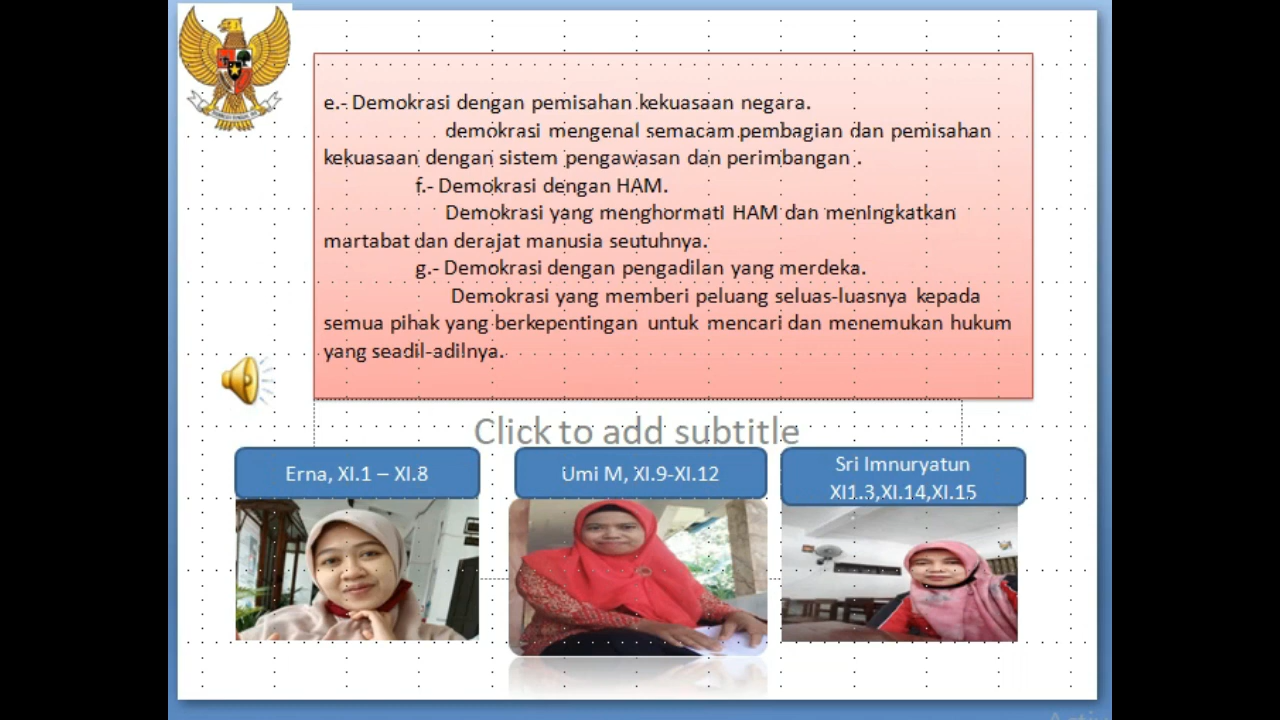 e.- Demokrasi dengan pemisahan kekuasaan negara.
demokrasi mengenal semacam pembagian dan pemisahan
kekuasaan dengan sistem pengawasan dan perimbangan .
f.- Demokrasi dengan HAM.
Demokrasi yang menghormati HAM dan meningkatkan
martabat dan derajat manusia seutuhnya.
g.- Demokrasi dengan pengadilan yang merdeka.
Demokrasi yang memberi peluang seluas-luasnya kepada
semua pihak yang berkepentingan untuk mencari dan menemukan hukum
yang seadil-adilnya.
Click to add subtitle
Erna, XI.1 – XI.8
Umi M, XI.9-XI.12
Sri Imnuryatun
XI1.3,XI.14,XI.15